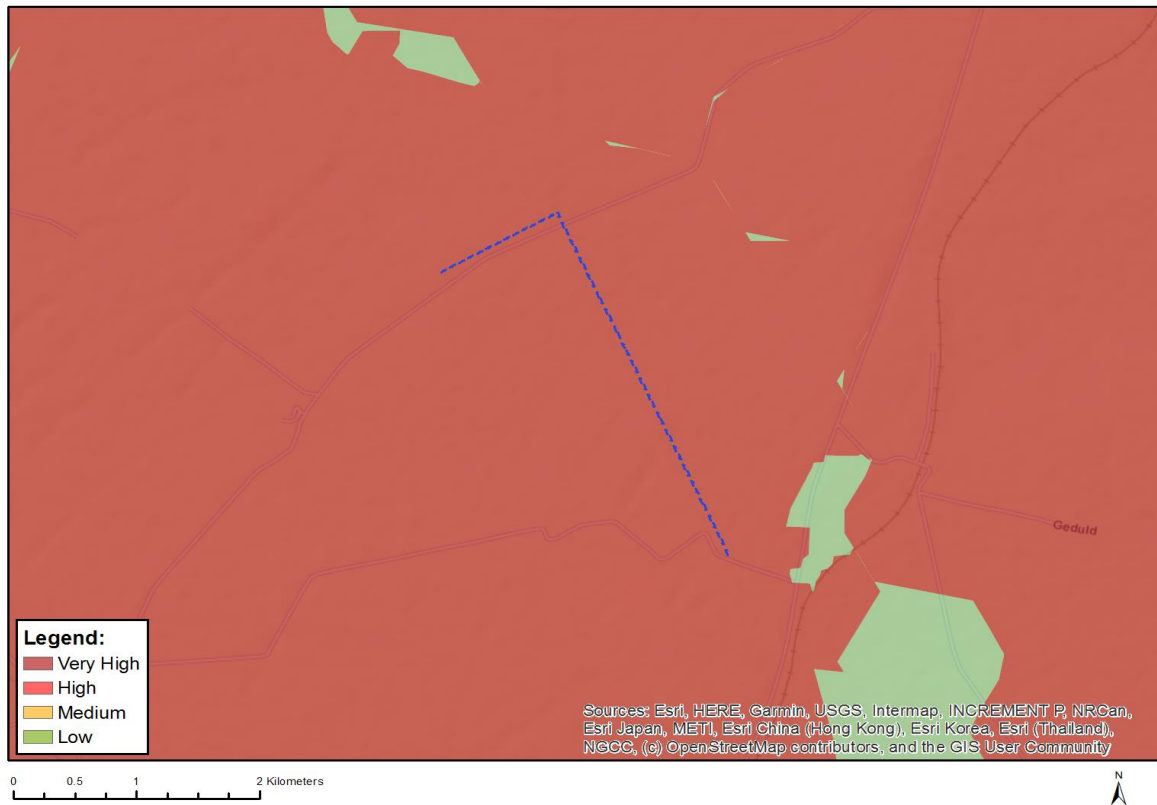 Geduld
Legend:
Very High
High
Medium
Low
Sources: Esri, HERE, Garmin, USGS, Intermap, INCREMENT P, NRCan,
Esri Japan, METI, Esri China (Hong Kong), Esri Korea, Esri (Thailand),
NGCC, (c) OpenStreetMap contributors, and the GIS User Community
0 0.5 1 2 Kilometers
N